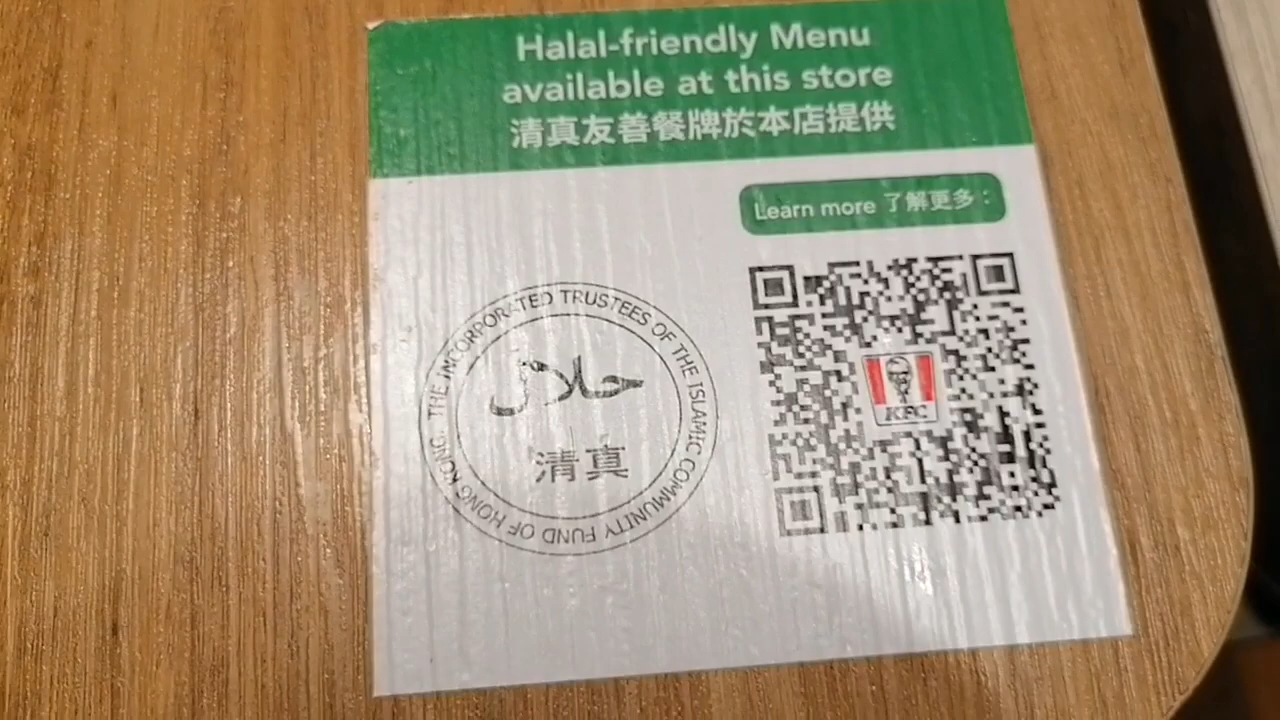 Halal-friendly Menu
available at this store
清真友善餐牌於本店提供
Learn more 了解更多：
THE INCORPORATED TRUSTEES OF THE ISLAMIC COMMUNITY FUND OF HONG KONG.
حلال
清真
KFC